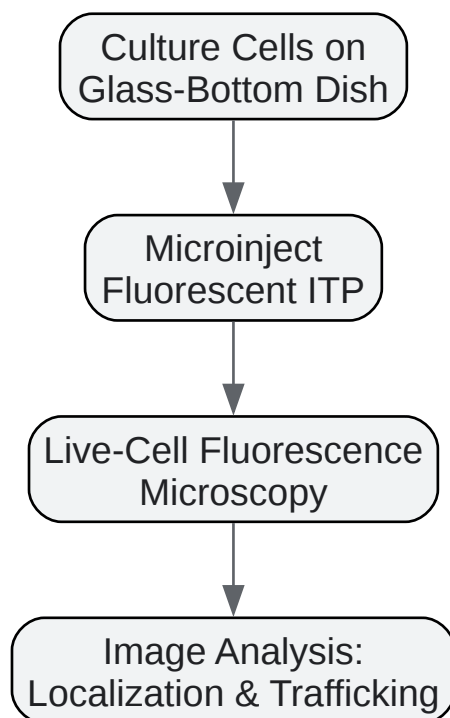 Culture Cells on
Glass-Bottom Dish
Microinject
Fluorescent ITP
Live-Cell Fluorescence
Microscopy
Image Analysis:
Localization & Trafficking